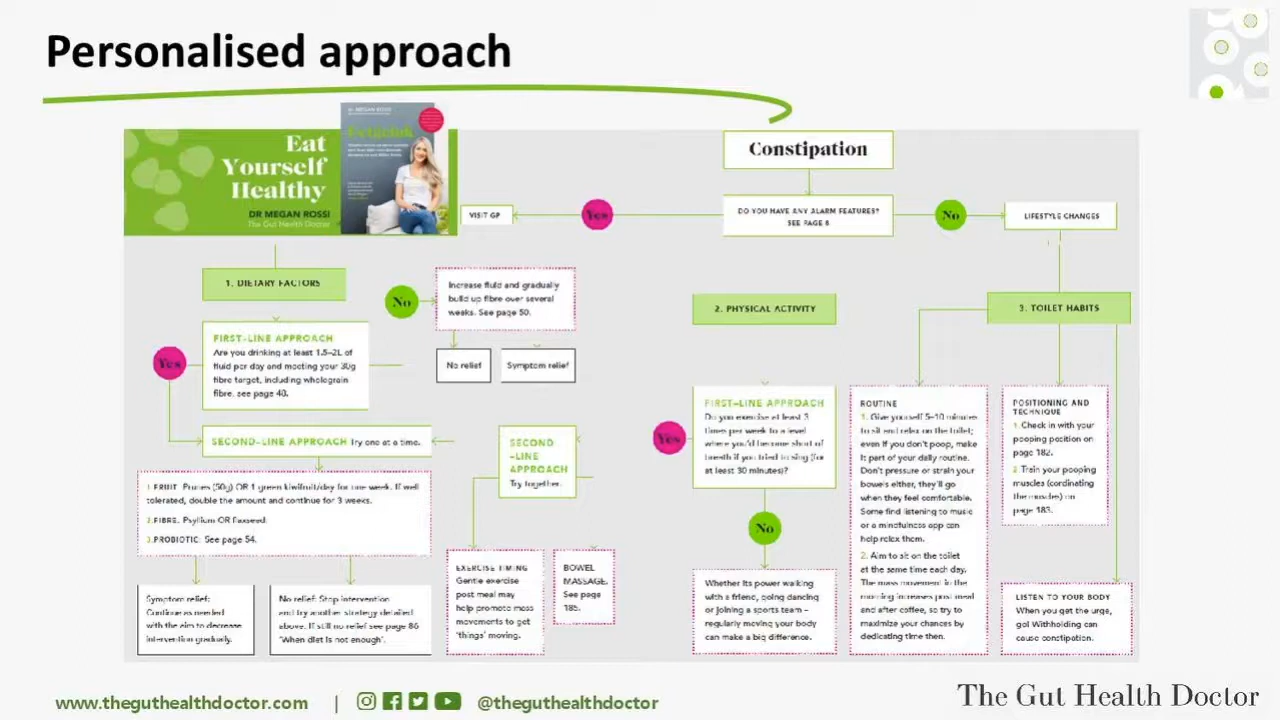 Personalised approach
Eat
Yourself
Healthy
DR MEGAN ROSSI
The Gut Health Doctor
Constipation
DO YOU HAVE ANY ALARM FEATURES?
SEE PAGE 8
Yes
VISIT GP
No
LIFESTYLE CHANGES
1. DIETARY FACTORS
FIRST-LINE APPROACH
Are you drinking at least 1.5–2L of
fluid per day and meeting your 30g
fibre target, including wholegrain
fibre, see page 40.
No
Increase fluid and gradually
build up fibre over several
weeks. See page 50.
No relief
Symptom relief
Yes
SECOND-LINE APPROACH Try one at a time.
1. FRUIT: Prunes (50g) OR 1 green kiwifruit/day for one week. If well
tolerated, double the amount and continue for 3 weeks.
2.FIBRE: Psyllium OR flaxseed.
3.PROBIOTIC: See page 54.
Symptom relief:
Continue as needed
with the aim to decrease
intervention gradually.
No relief: Stop intervention
and try another strategy detailed
above. If still no relief see page 86
'When diet is not enough'.
2. PHYSICAL ACTIVITY
FIRST–LINE APPROACH
Do you exercise at least 3
times per week to a level
where you'd become short of
breath if you tried to sing (for
at least 30 minutes)?
Yes
SECOND
–LINE
APPROACH
Try together.
EXERCISE TIMING
Gentle exercise
post meal may
help promote mass
movements to get
'things' moving.
BOWEL
MASSAGE.
See page
185.
No
Whether its power walking
with a friend, going dancing
or joining a sports team –
regularly moving your body
can make a big difference.
3. TOILET HABITS
ROUTINE
1. Give yourself 5–10 minutes
to sit and relax on the toilet;
even if you don't poop, make
it part of your daily routine.
Don't pressure or strain your
bowels either, they'll go
when they feel comfortable.
Some find listening to music
or a mindfulness app can
help relax them.
2. Aim to sit on the toilet
at the same time each day.
The mass movement in the
morning increases post meal
and after coffee, so try to
maximize your chances by
dedicating time then.
POSITIONING AND
TECHNIQUE
1. Check in with your
pooping position on
page 182.
2. Train your pooping
muscles (cordinating
the muscles) on
page 183.
LISTEN TO YOUR BODY
When you get the urge,
go! Withholding can
cause constipation.
www.theguthealthdoctor.com | @theguthealthdoctor
The Gut Health Doctor